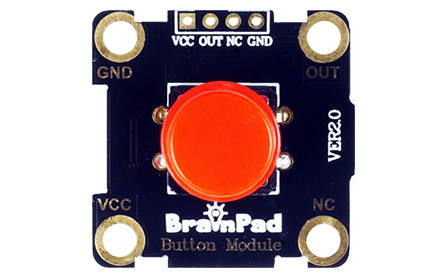 VCC OUT NC GND
GND
OUT
VER2.0
VCC
NC
BrainPad
Button Module